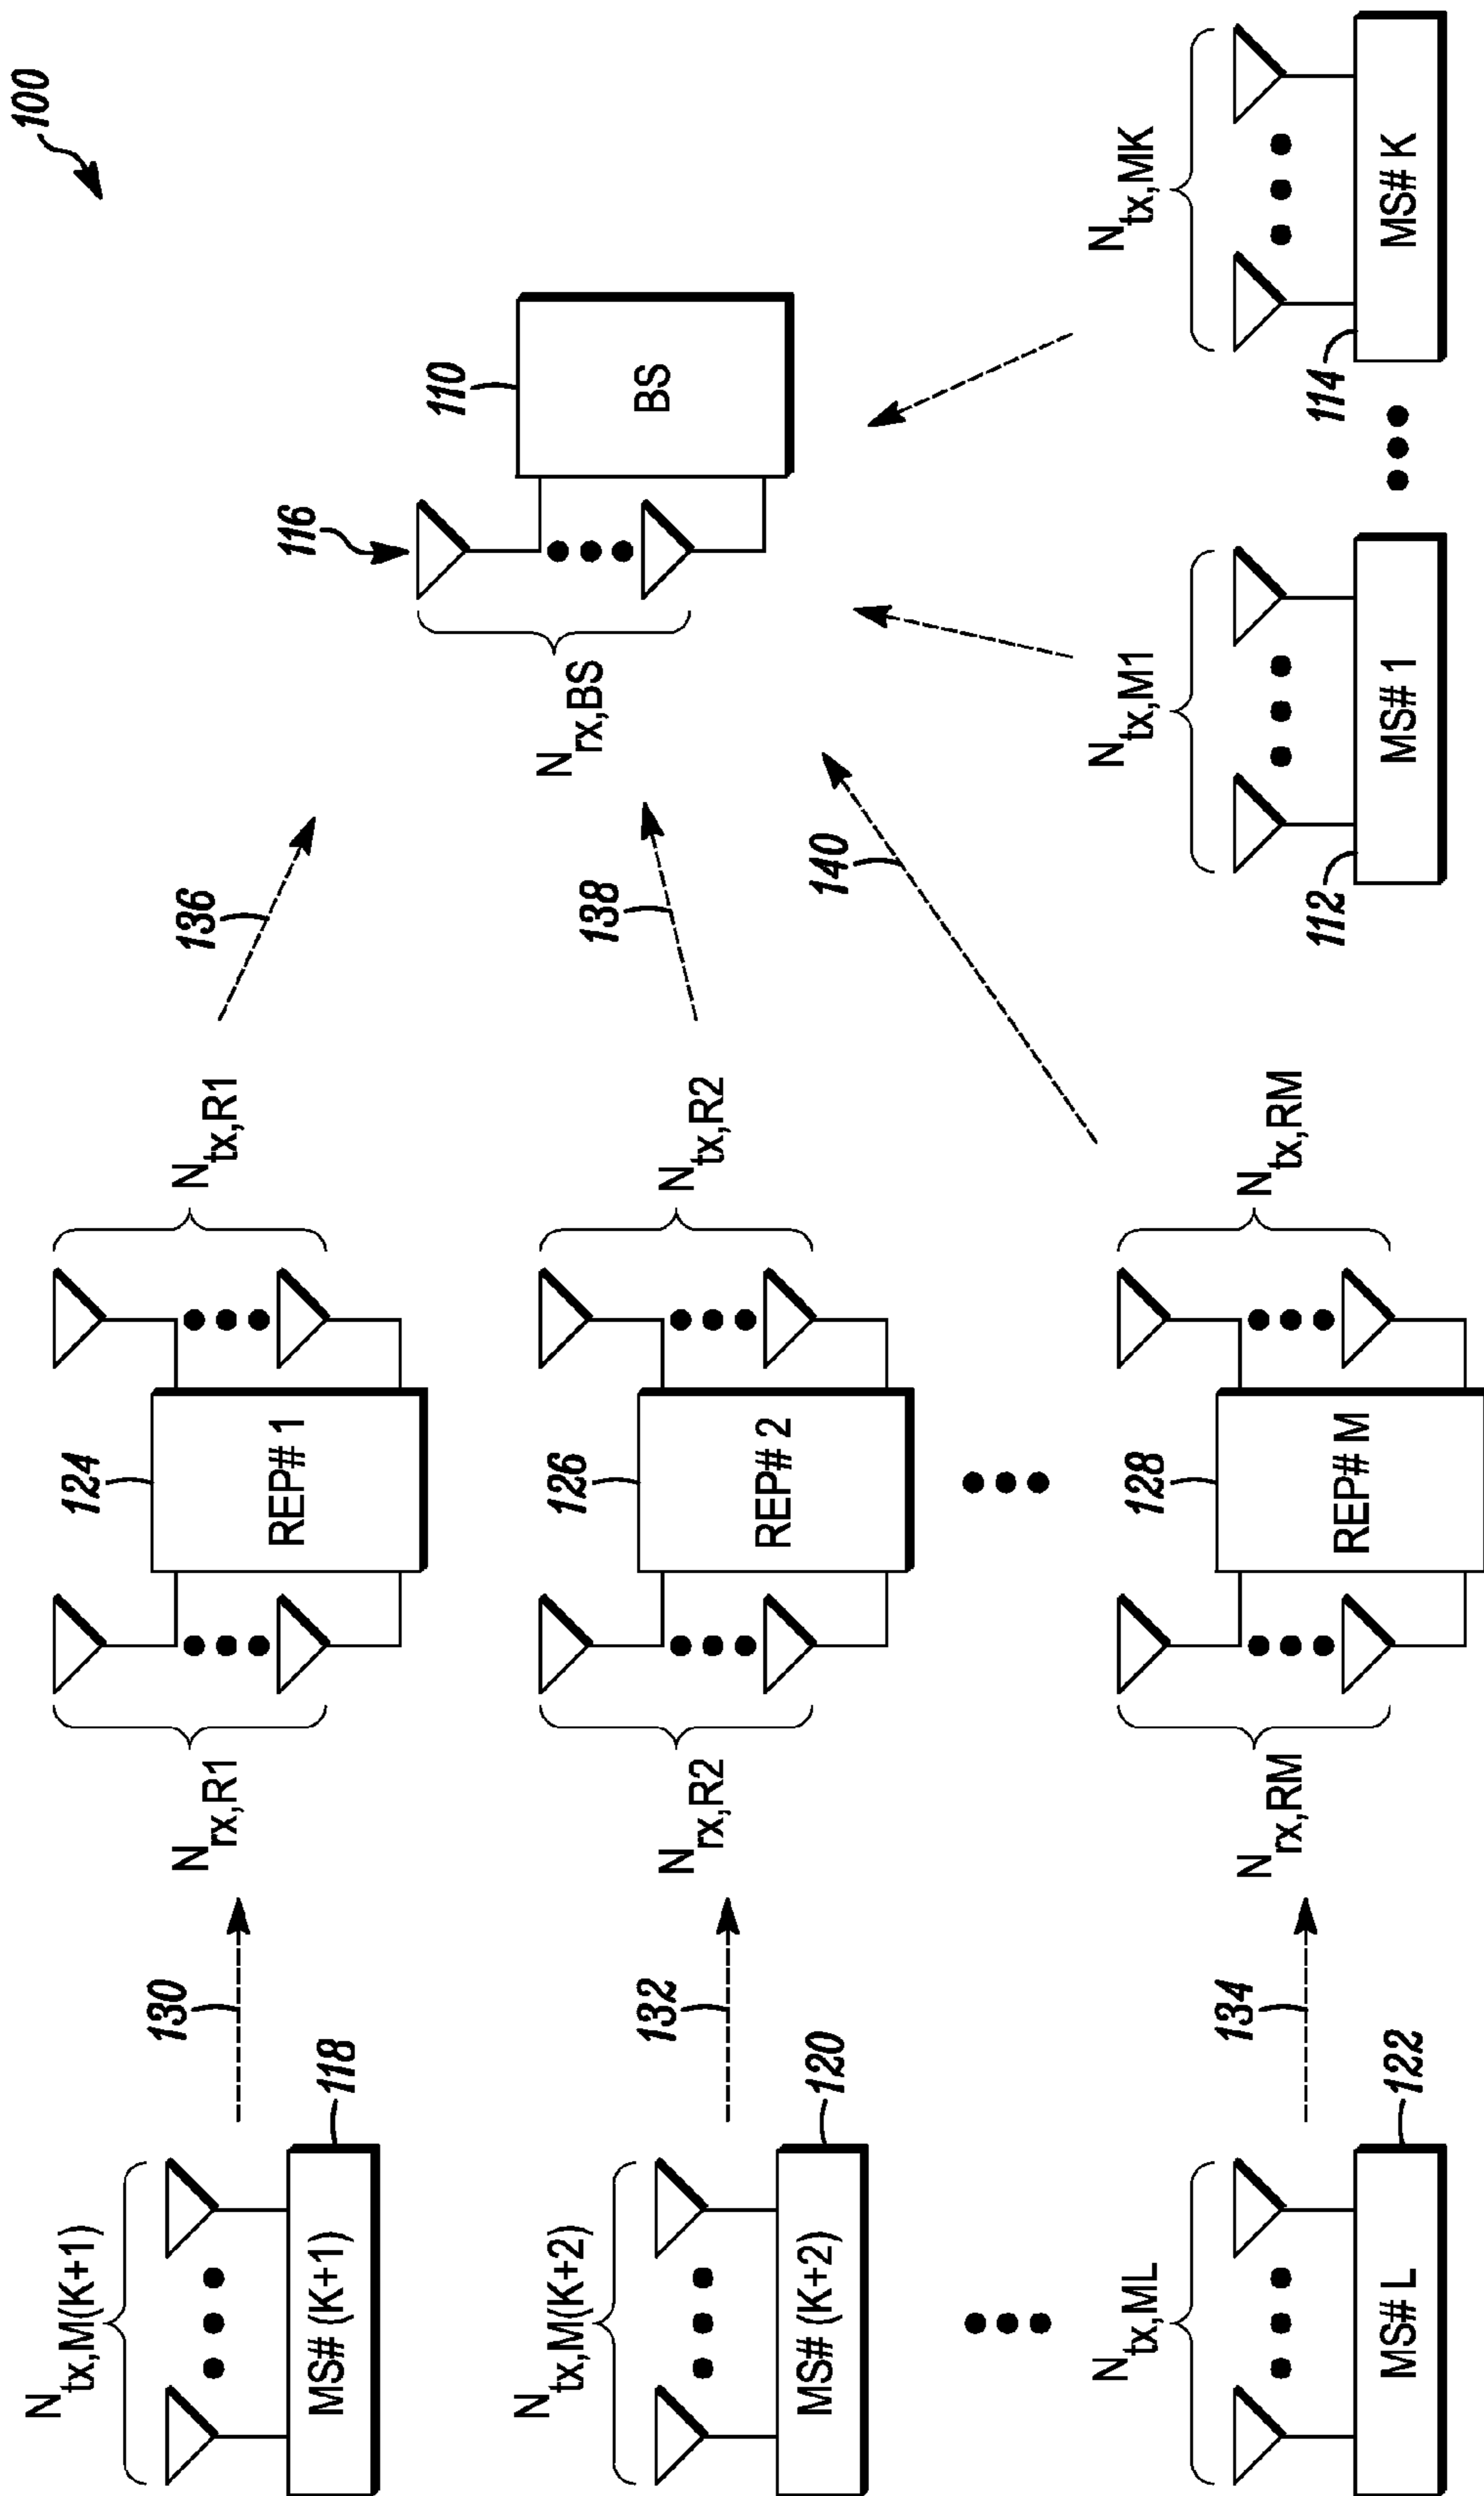 100
N tx,M(K+1)
MS# (K+1)
118
130
N rx,R1
124
REP# 1
N tx,R1
136
116
110
BS
N rx,BS
N tx,M(K+2)
MS# (K+2)
120
132
N rx,R2
126
REP# 2
N tx,R2
138
140
N tx,ML
MS# L
122
134
N rx,RM
128
REP# M
N tx,RM
N tx,M1
MS# 1
112
N tx,MK
MS# K
114